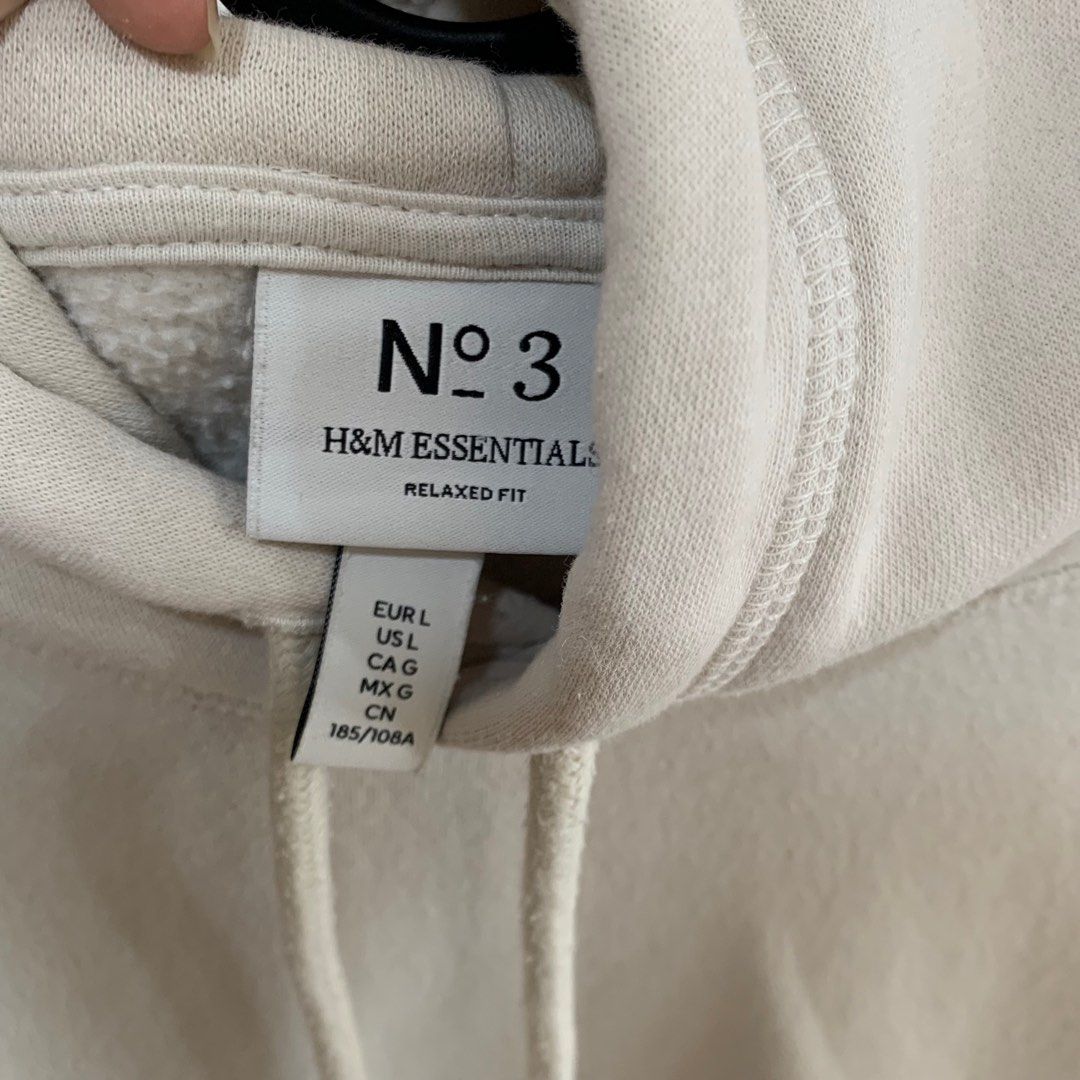 Nº 3
H&M ESSENTIALS
RELAXED FIT
EUR L
US L
CA G
MX G
CN
185/108A